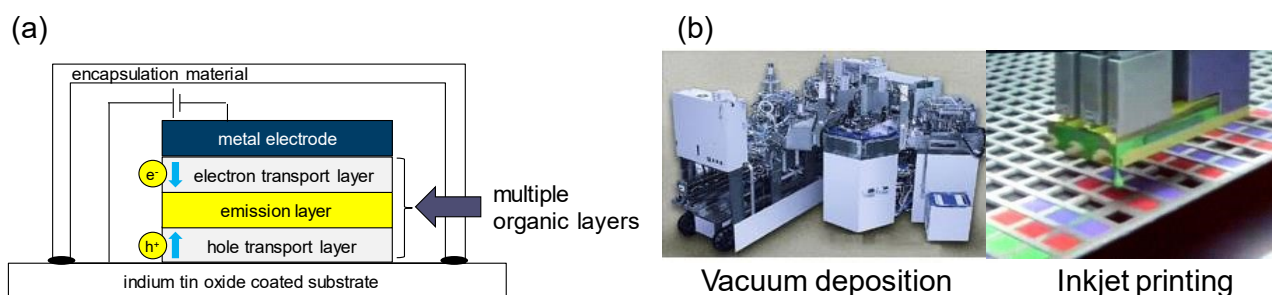 (a)
encapsulation material
metal electrode
e-
electron transport layer
emission layer
h+
hole transport layer
indium tin oxide coated substrate
multiple
organic layers
(b)
Vacuum deposition
Inkjet printing